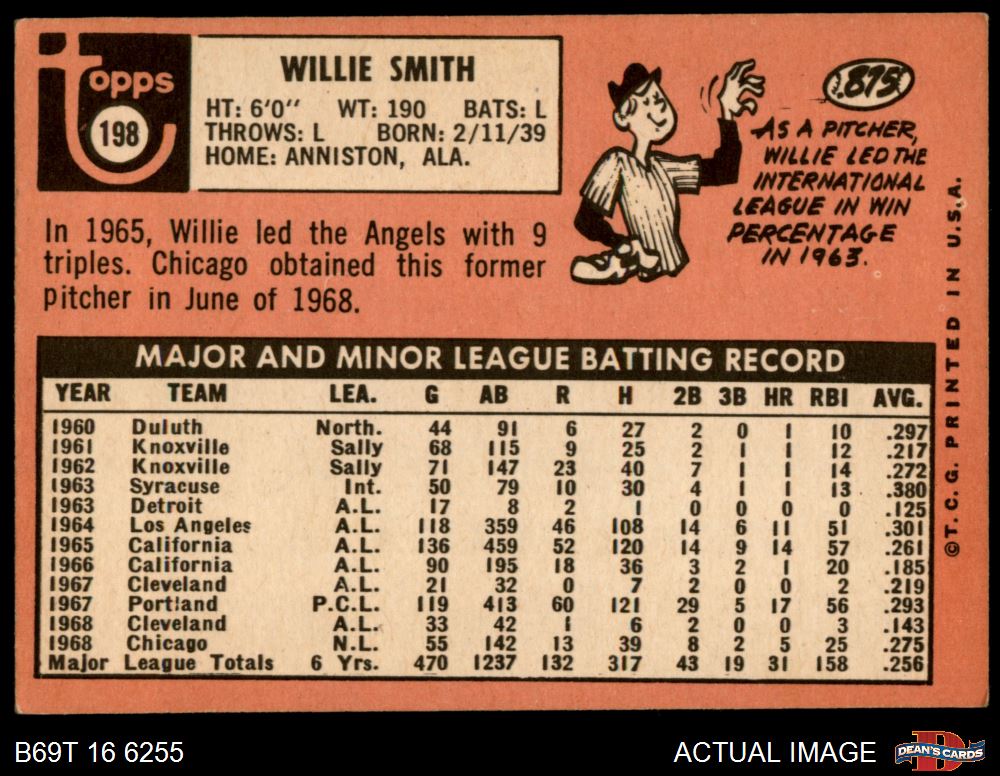 Topps
198
WILLIE SMITH
HT: 6'0" WT: 190 BATS: L
THROWS: L BORN: 2/11/39
HOME: ANNISTON, ALA.
In 1965, Willie led the Angels with 9
triples. Chicago obtained this former
pitcher in June of 1968.
.875
AS A PITCHER,
WILLIE LED THE
INTERNATIONAL
LEAGUE IN WIN
PERCENTAGE
IN 1963.
©T.C.G. PRINTED IN U.S.A.
MAJOR AND MINOR LEAGUE BATTING RECORD
YEAR TEAM LEA. G AB R H 2B 3B HR RBI AVG.
1960 Duluth North. 44 91 6 27 2 0 1 10 .297
1961 Knoxville Sally 68 115 9 25 2 1 1 12 .217
1962 Knoxville Sally 71 147 23 40 7 1 1 14 .272
1963 Syracuse Int. 50 79 10 30 4 1 1 13 .380
1963 Detroit A.L. 17 8 2 1 0 0 0 0 .125
1964 Los Angeles A.L. 118 359 46 108 14 6 11 51 .301
1965 California A.L. 136 459 52 120 14 9 14 57 .261
1966 California A.L. 90 195 18 36 3 2 1 20 .185
1967 Cleveland A.L. 21 32 0 7 2 0 0 2 .219
1967 Portland P.C.L. 119 413 60 121 29 5 17 56 .293
1968 Cleveland A.L. 33 42 1 6 2 0 0 3 .143
1968 Chicago N.L. 55 142 13 39 8 2 5 25 .275
Major League Totals 6 Yrs. 470 1237 132 317 43 19 31 158 .256
B69T 16 6255
ACTUAL IMAGE
DEAN'S CARDS